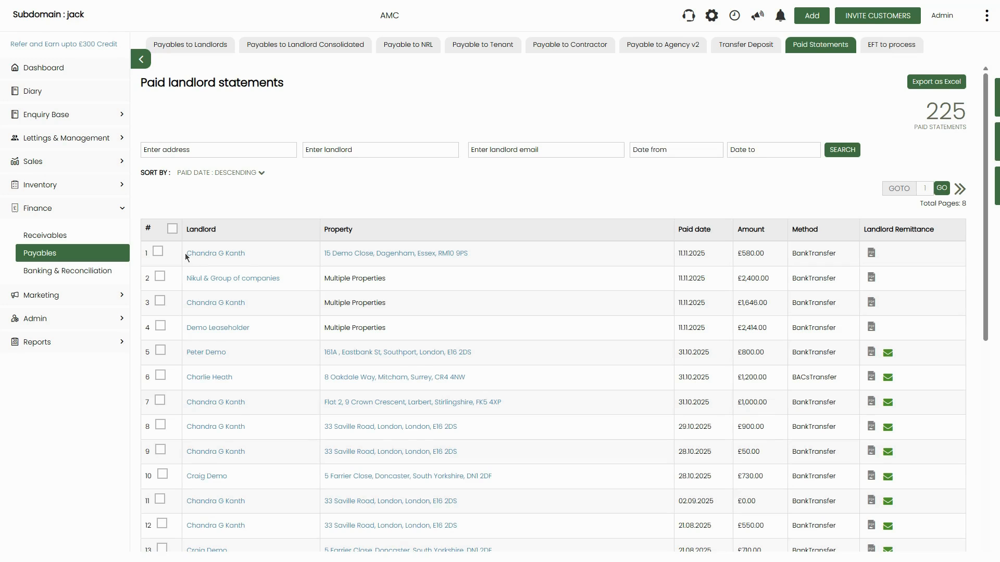 Subdomain : jack
AMC
Add
INVITE CUSTOMERS
Admin
Refer and Earn upto £300 Credit
Dashboard
Diary
Enquiry Base
Lettings & Management
Sales
Inventory
Finance
Receivables
Payables
Banking & Reconciliation
Marketing
Admin
Reports
Payables to Landlords
Payables to Landlord Consolidated
Payable to NRL
Payable to Tenant
Payable to Contractor
Payable to Agency v2
Transfer Deposit
Paid Statements
EFT to process
Paid landlord statements
Export as Excel
225
PAID STATEMENTS
Enter address
Enter landlord
Enter landlord email
Date from
Date to
SEARCH
SORT BY : PAID DATE : DESCENDING
GOTO 1 GO
Total Pages: 8
# Landlord Property Paid date Amount Method Landlord Remittance
1 Chandra G Kanth 15 Demo Close, Dagenham, Essex, RM10 9PS 11.11.2025 £580.00 BankTransfer
2 Nikul & Group of companies Multiple Properties 11.11.2025 £2,400.00 BankTransfer
3 Chandra G Kanth Multiple Properties 11.11.2025 £1,646.00 BankTransfer
4 Demo Leaseholder Multiple Properties 11.11.2025 £2,414.00 BankTransfer
5 Peter Demo 161A , Eastbank St, Southport, London, E16 2DS 31.10.2025 £800.00 BankTransfer
6 Charlie Heath 8 Oakdale Way, Mitcham, Surrey, CR4 4NW 31.10.2025 £1,200.00 BACsTransfer
7 Chandra G Kanth Flat 2, 9 Crown Crescent, Larbert, Stirlingshire, FK5 4XP 31.10.2025 £1,000.00 BankTransfer
8 Chandra G Kanth 33 Saville Road, London, London, E16 2DS 29.10.2025 £900.00 BankTransfer
9 Chandra G Kanth 33 Saville Road, London, London, E16 2DS 28.10.2025 £50.00 BankTransfer
10 Craig Demo 5 Farrier Close, Doncaster, South Yorkshire, DN1 2DF 28.10.2025 £730.00 BankTransfer
11 Chandra G Kanth 33 Saville Road, London, London, E16 2DS 02.09.2025 £0.00 BankTransfer
12 Chandra G Kanth 33 Saville Road, London, London, E16 2DS 21.08.2025 £550.00 BankTransfer
13 Craig Demo 5 Farrier Close, Doncaster, South Yorkshire, DN1 2DF 21.08.2025 £710.00 BankTransfer